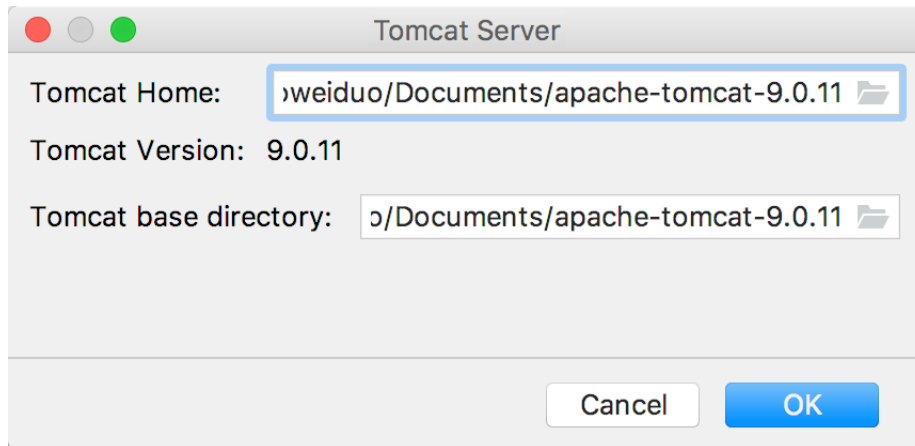 Tomcat Server
Tomcat Home: weiduo/Documents/apache-tomcat-9.0.11
Tomcat Version: 9.0.11
Tomcat base directory: o/Documents/apache-tomcat-9.0.11
Cancel OK